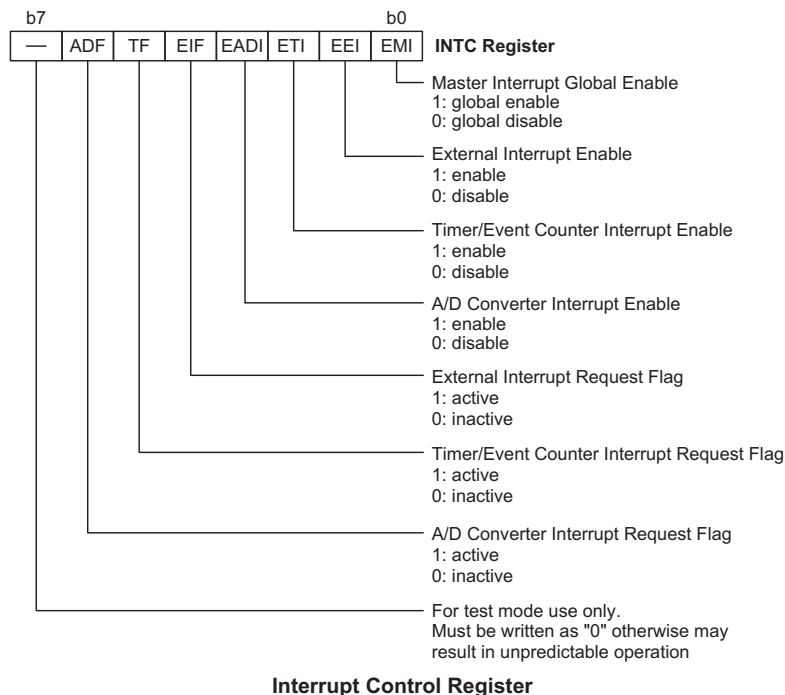 b7 b0
— ADF TF EIF EADI ETI EEI EMI INTC Register
Master Interrupt Global Enable
1: global enable
0: global disable
External Interrupt Enable
1: enable
0: disable
Timer/Event Counter Interrupt Enable
1: enable
0: disable
A/D Converter Interrupt Enable
1: enable
0: disable
External Interrupt Request Flag
1: active
0: inactive
Timer/Event Counter Interrupt Request Flag
1: active
0: inactive
A/D Converter Interrupt Request Flag
1: active
0: inactive
For test mode use only.
Must be written as "0" otherwise may
result in unpredictable operation
Interrupt Control Register